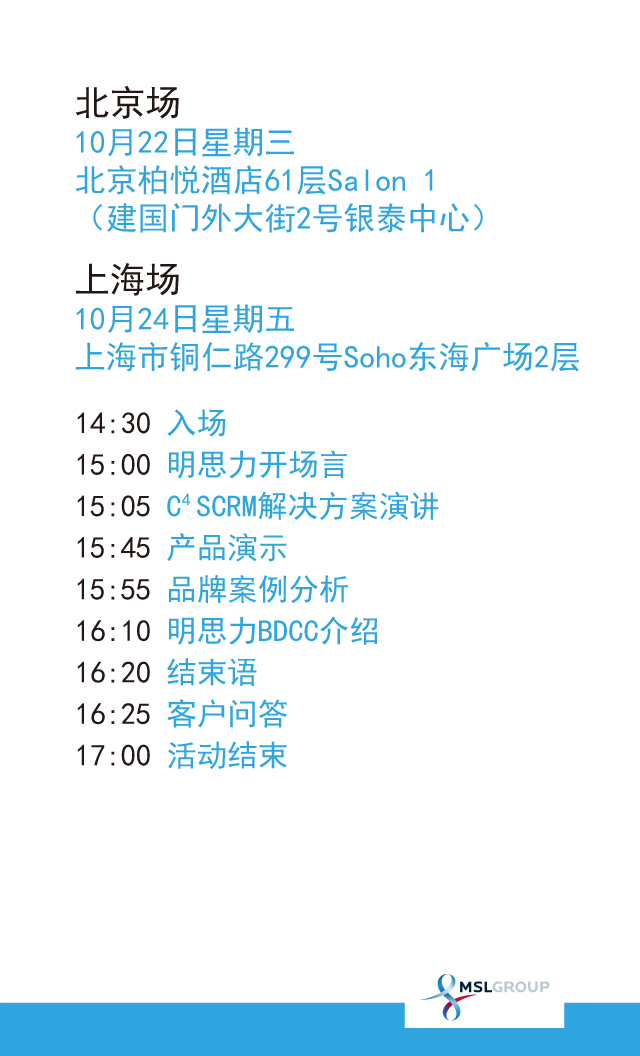 北京场
10月22日星期三
北京柏悦酒店61层Salon 1
（建国门外大街2号银泰中心）
上海场
10月24日星期五
上海市铜仁路299号Soho东海广场2层
14:30 入场
15:00 明思力开场言
15:05 C⁴SCRM解决方案演讲
15:45 产品演示
15:55 品牌案例分析
16:10 明思力BDCC介绍
16:20 结束语
16:25 客户问答
17:00 活动结束
MSLGROUP